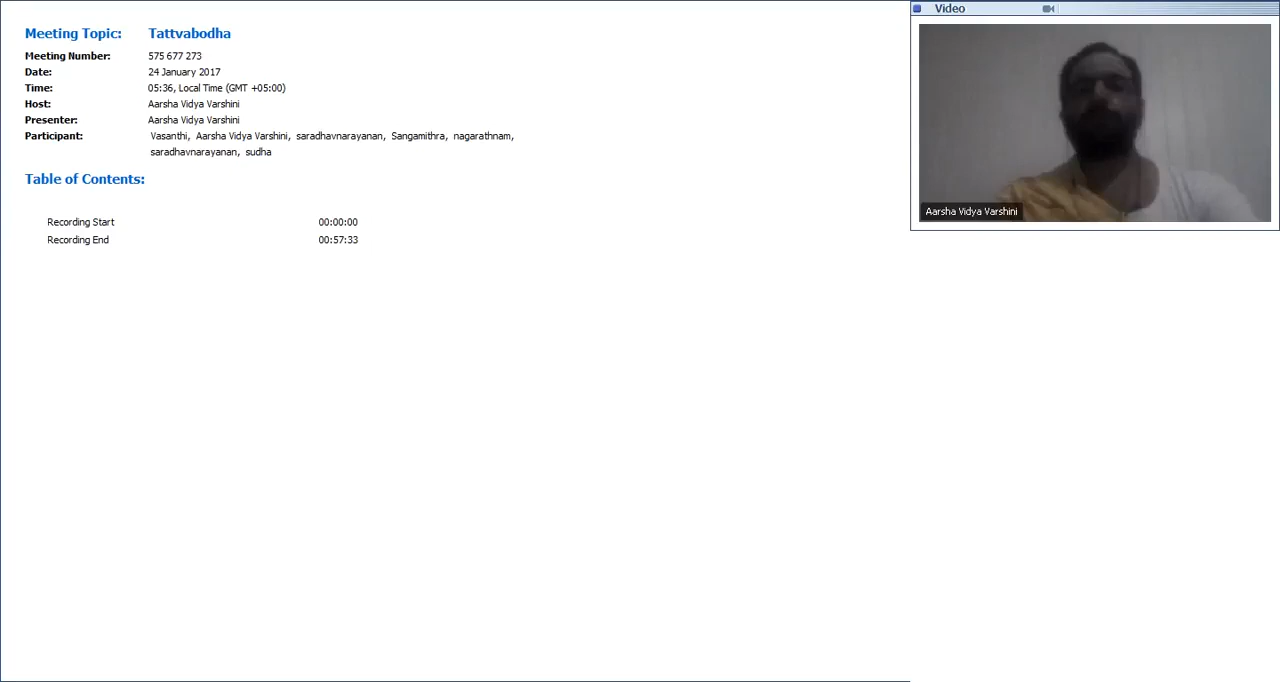 Meeting Topic: Tattvabodha
Meeting Number: 575 677 273
Date: 24 January 2017
Time: 05:36, Local Time (GMT +05:00)
Host: Aarsha Vidya Varshini
Presenter: Aarsha Vidya Varshini
Participant: Vasanthi, Aarsha Vidya Varshini, saradhavnarayanan, Sangamithra, nagarathnam,
saradhavnarayanan, sudha
Table of Contents:
Recording Start 00:00:00
Recording End 00:57:33
Video
Aarsha Vidya Varshini